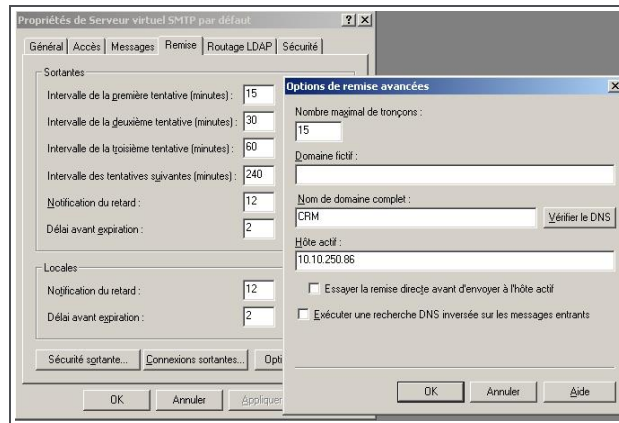 Propriétés de Serveur virtuel SMTP par défaut
Général
Accès
Messages
Remise
Routage LDAP
Sécurité
Sortantes
Intervalle de la première tentative (minutes) : 15
Intervalle de la deuxième tentative (minutes) : 30
Intervalle de la troisième tentative (minutes) : 60
Intervalle des tentatives suivantes (minutes) : 240
Notification du retard : 12
Délai avant expiration : 2
Locales
Notification du retard : 12
Délai avant expiration : 2
Sécurité sortante...
Connexions sortantes...
Opti
OK
Annuler
Appliquer
Options de remise avancées
Nombre maximal de tronçons :
15
Domaine fictif :
Nom de domaine complet :
CRM
Vérifier le DNS
Hôte actif :
10.10.250.86
Essayer la remise directe avant d'envoyer à l'hôte actif
Exécuter une recherche DNS inversée sur les messages entrants
OK
Annuler
Aide